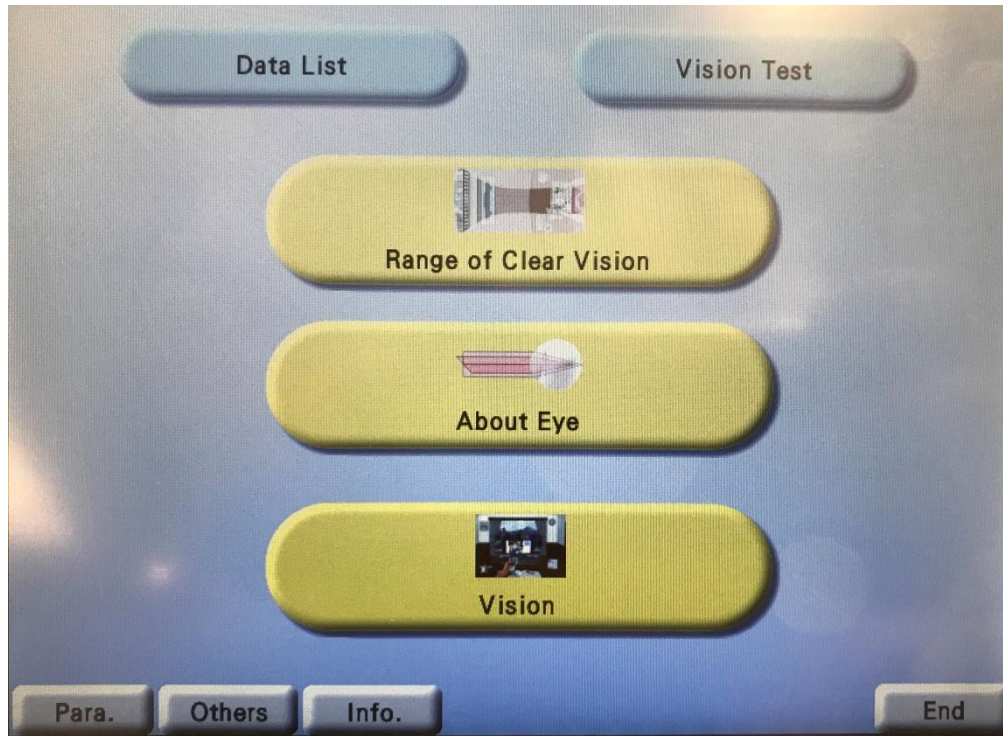 Data List
Vision Test
Range of Clear Vision
About Eye
Vision
Para.
Others
Info.
End